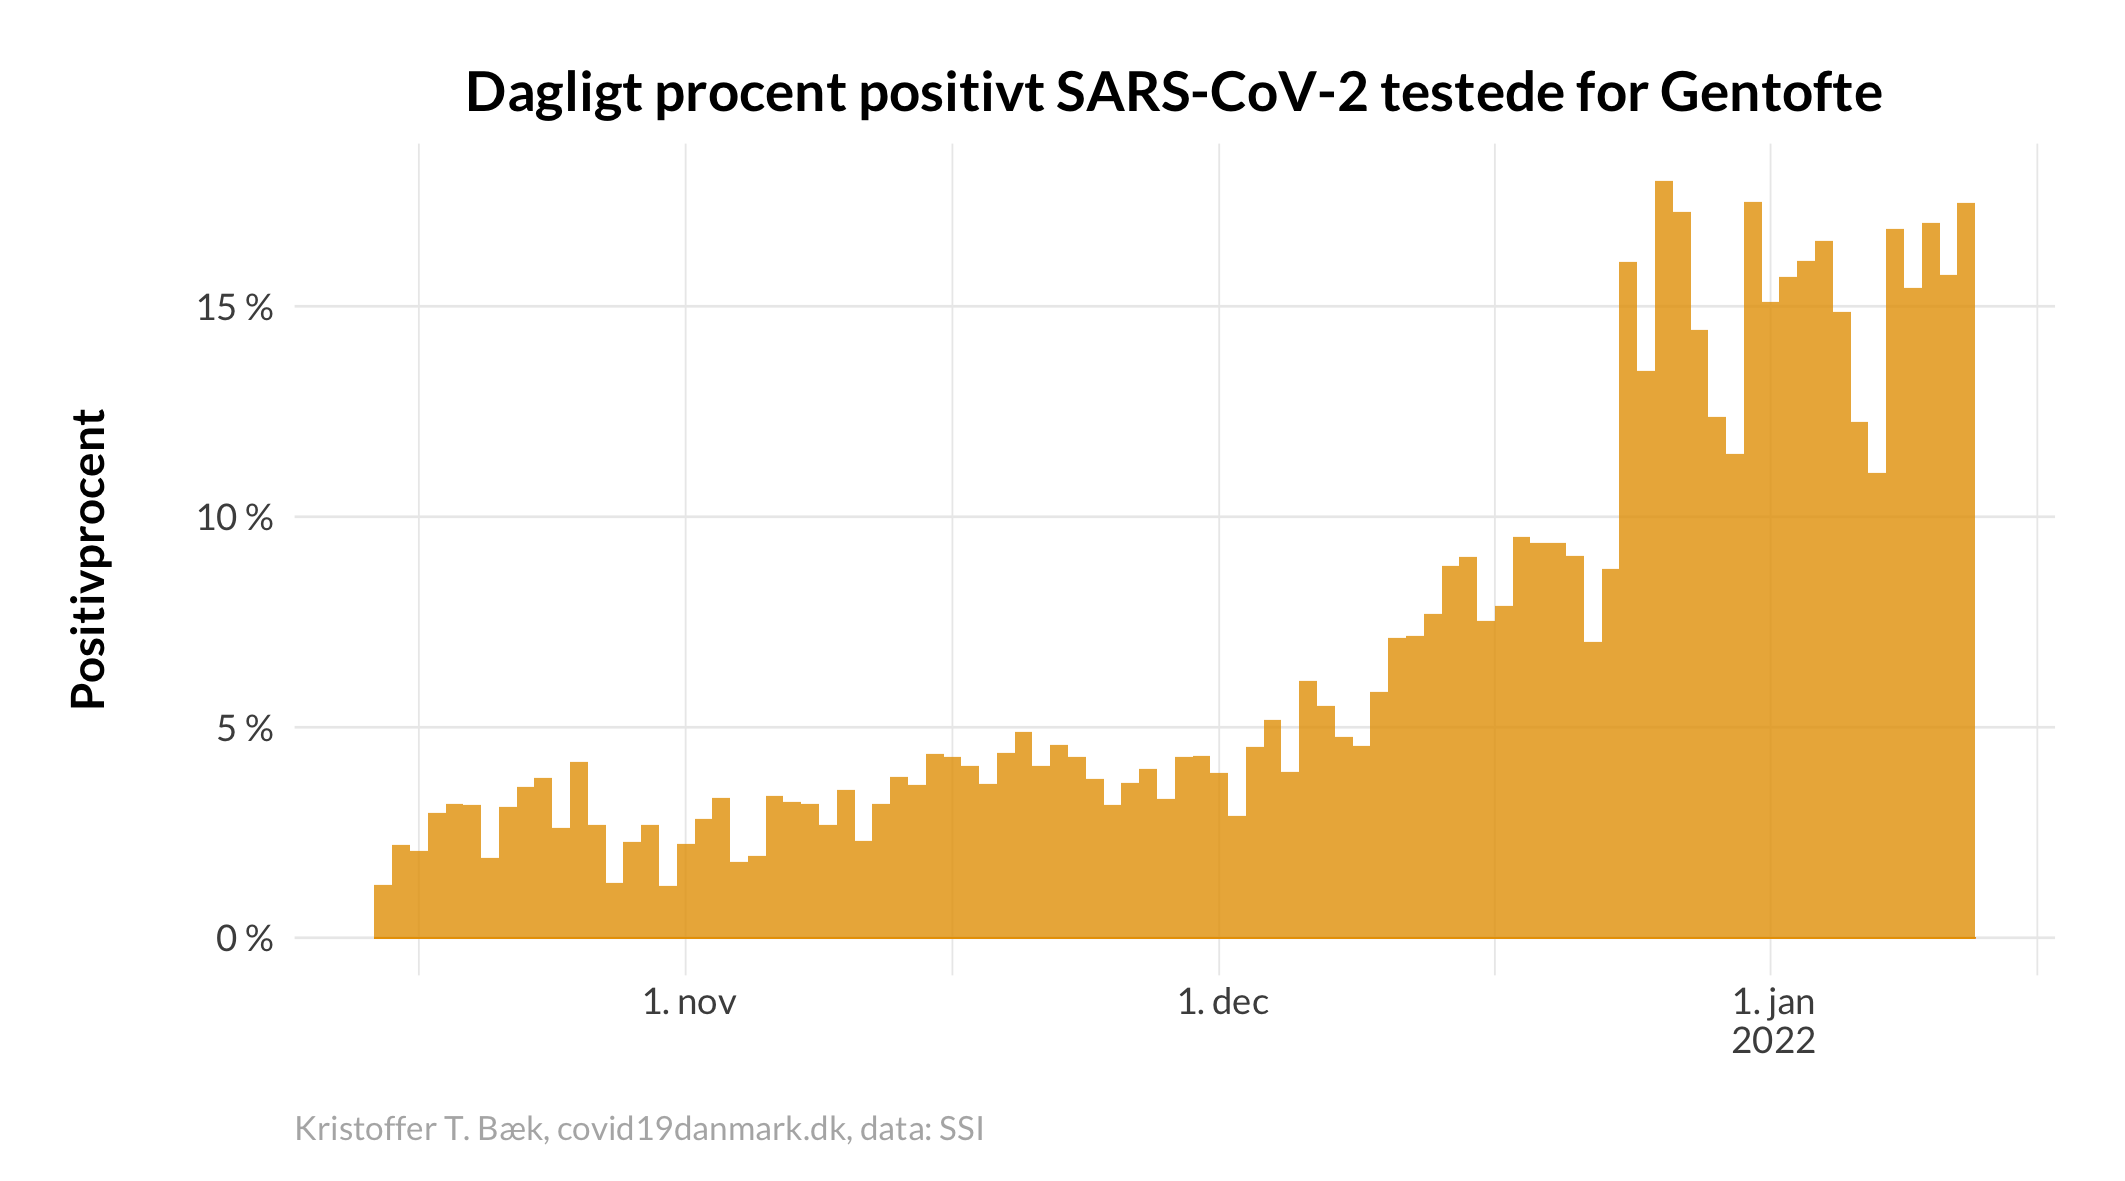 Dagligt procent positivt SARS-CoV-2 testede for Gentofte
Positivprocent
15 %
10 %
5 %
0 %
1. nov
1. dec
1. jan
2022
Kristoffer T. Bæk, covid19danmark.dk, data: SSI